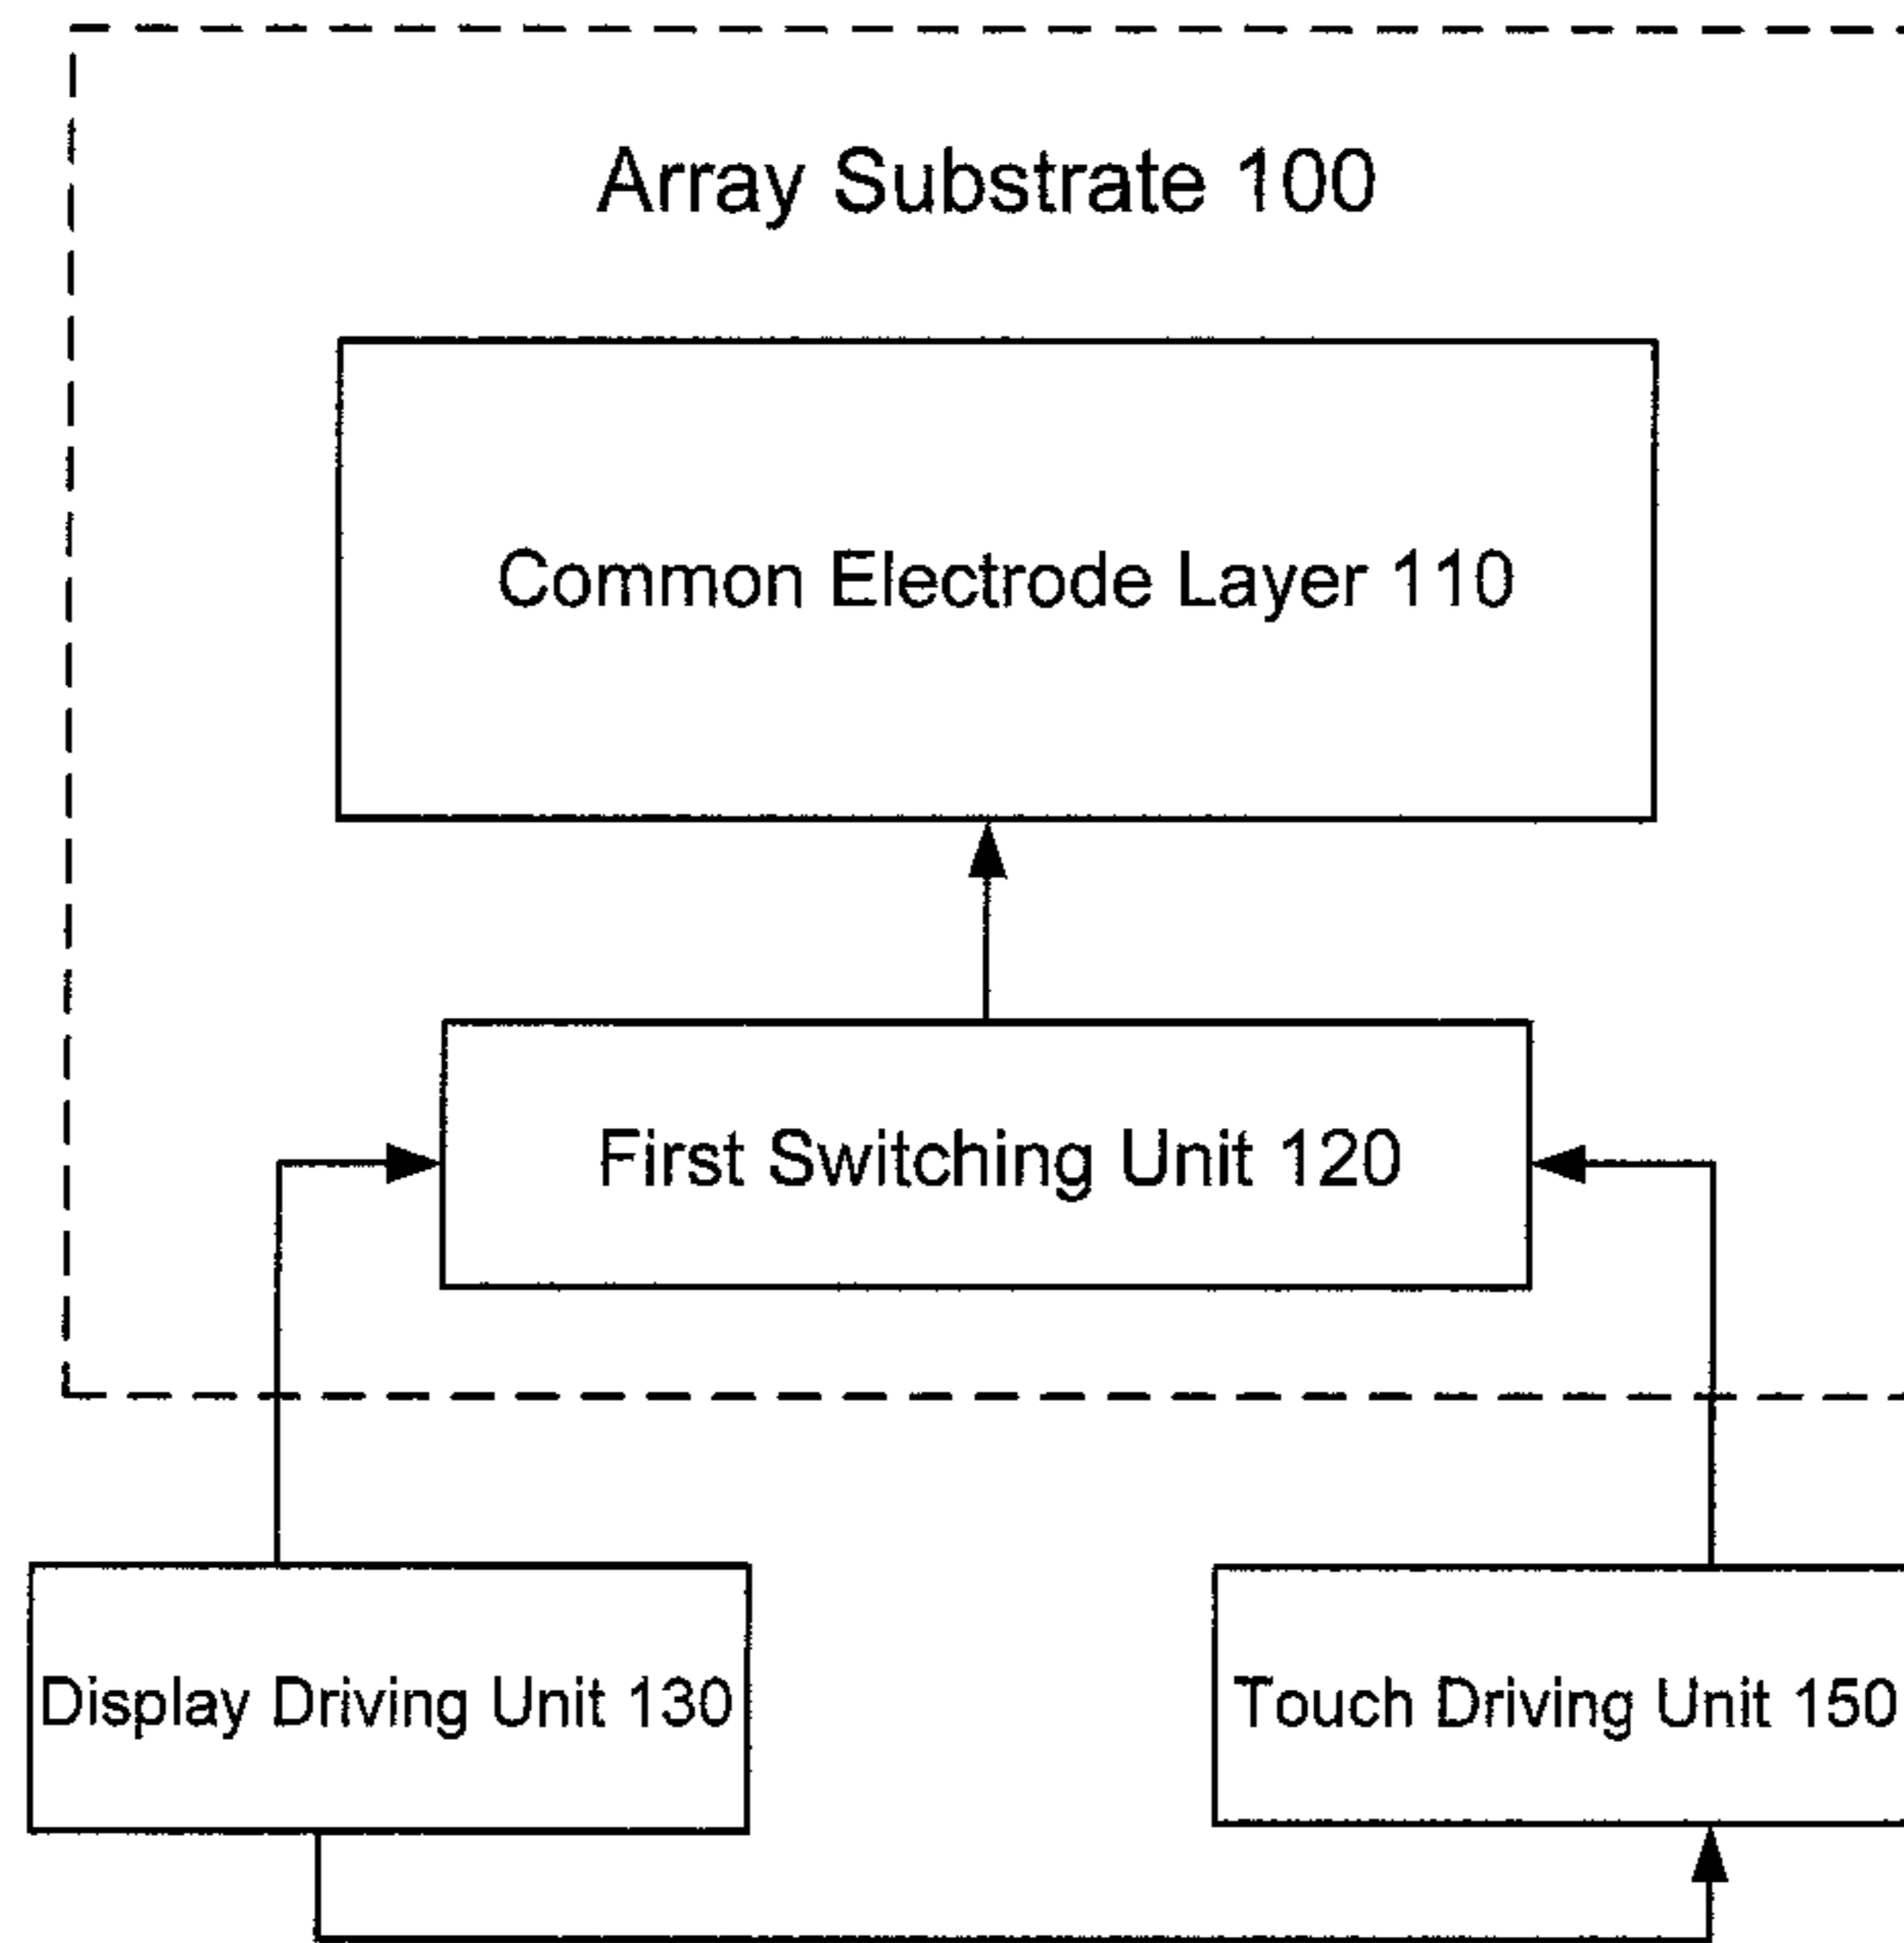 Array Substrate 100
Common Electrode Layer 110
First Switching Unit 120
Display Driving Unit 130
Touch Driving Unit 150